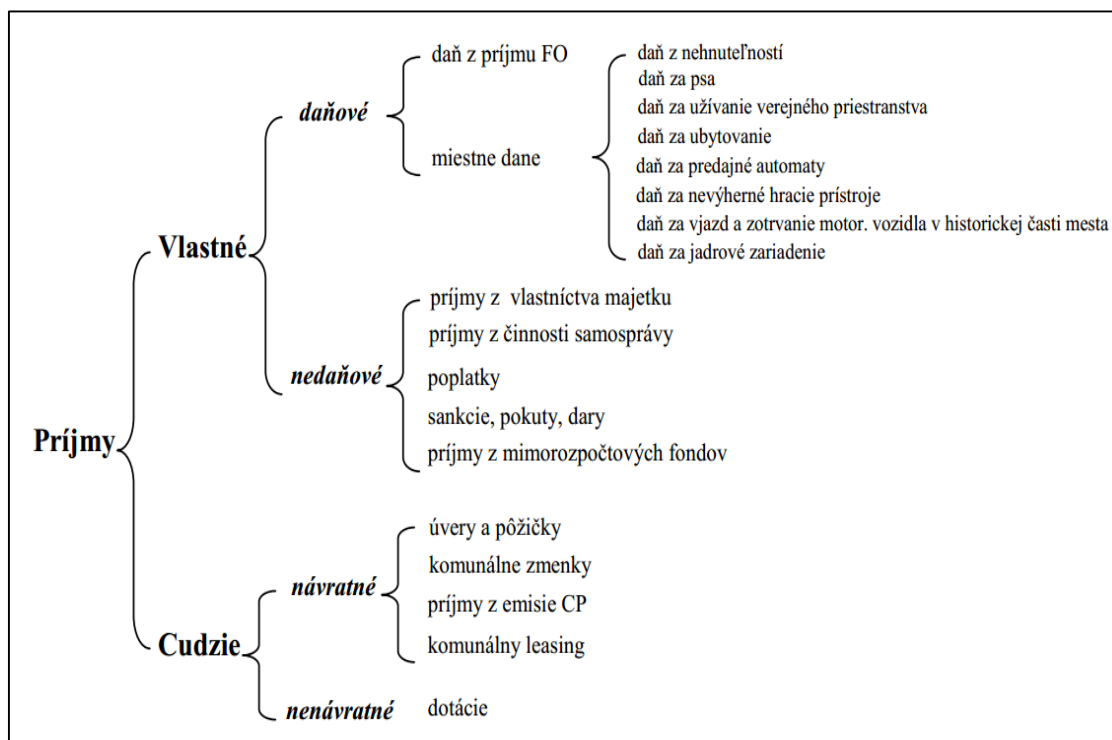 daň z príjmu FO
daň z nehnuteľností
daň za psa
daňové
daň za užívanie verejného priestranstva
daň za ubytovanie
miestne dane
daň za predajné automaty
daň za nevýherné hracie prístroje
daň za vjazd a zotrvanie motor. vozidla v historickej časti mesta
Vlastné
daň za jadrové zariadenie
príjmy z vlastníctva majetku
príjmy z činnosti samosprávy
nedaňové
poplatky
sankcie, pokuty, dary
Príjmy
príjmy z mimorozpočtových fondov
úvery a pôžičky
komunálne zmenky
návratné
príjmy z emisie CP
Cudzie
komunálny leasing
nenávratné
dotácie